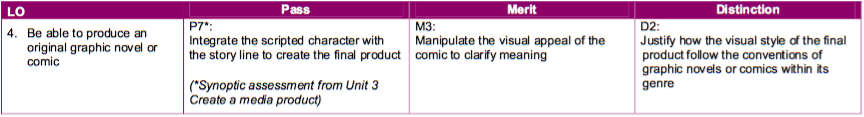 LO
Pass
Merit
Distinction
4. Be able to produce an
original graphic novel or
comic
P7*:
Integrate the scripted character with
the story line to create the final product
(*Synoptic assessment from Unit 3
Create a media product)
M3:
Manipulate the visual appeal of the
comic to clarify meaning
D2:
Justify how the visual style of the final
product follow the conventions of
graphic novels or comics within its
genre